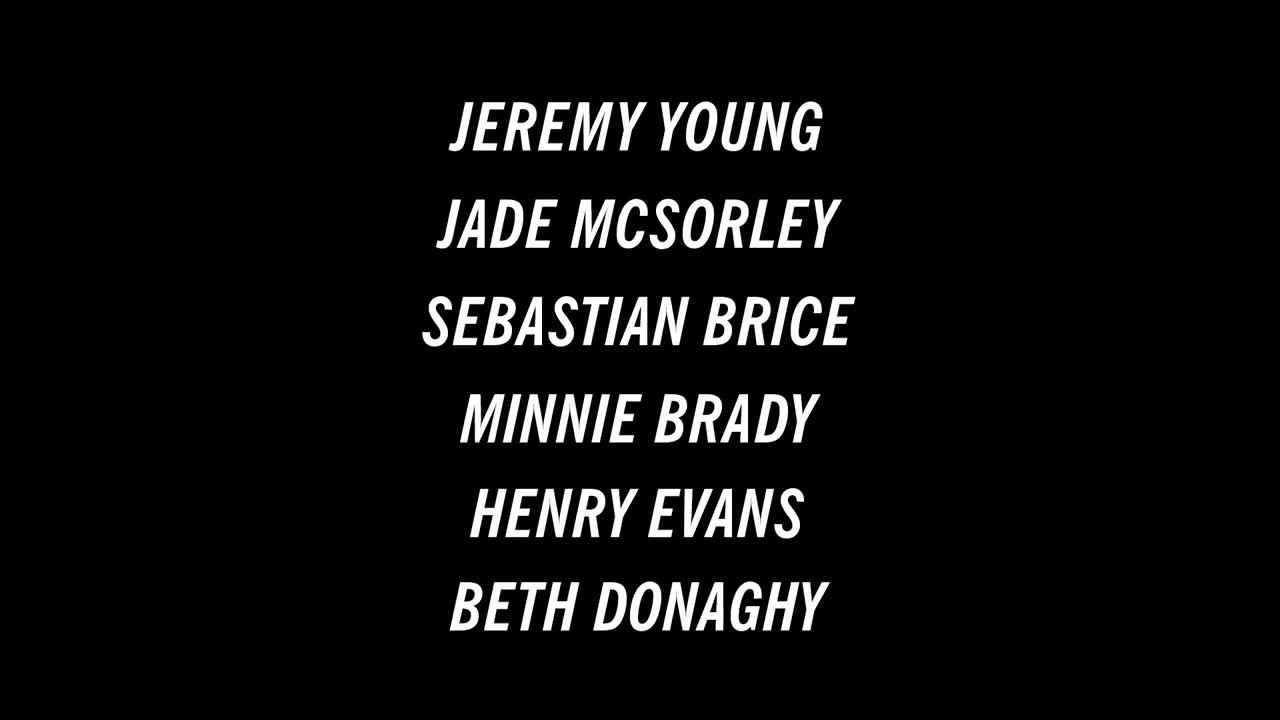 JEREMY YOUNG
JADE MCSORLEY
SEBASTIAN BRICE
MINNIE BRADY
HENRY EVANS
BETH DONAGHY